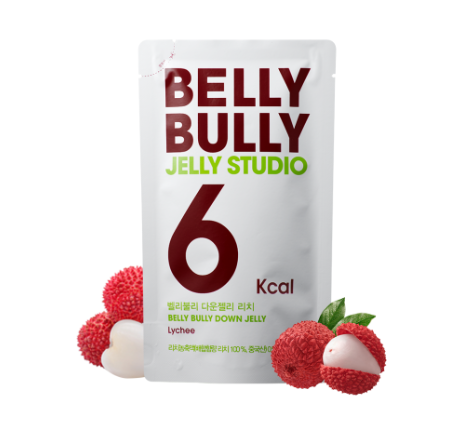 BELLY
BULLY
JELLY STUDIO
6
Kcal
벨리불리 다운젤리 리치
BELLY BULLY DOWN JELLY
Lychee
100%,